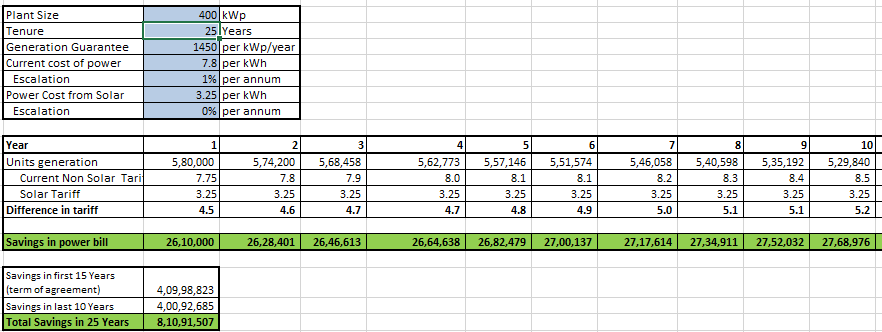 Plant Size 400 kWp
Tenure 25 Years
Generation Guarantee 1450 per kWp/year
Current cost of power 7.8 per kWh
Escalation 1% per annum
Power Cost from Solar 3.25 per kWh
Escalation 0% per annum
Year 1 2 3 4 5 6 7 8 9 10
Units generation 5,80,000 5,74,200 5,68,458 5,62,773 5,57,146 5,51,574 5,46,058 5,40,598 5,35,192 5,29,840
Current Non Solar Tari 7.75 7.8 7.9 8.0 8.1 8.1 8.2 8.3 8.4 8.5
Solar Tariff 3.25 3.25 3.25 3.25 3.25 3.25 3.25 3.25 3.25 3.25
Difference in tariff 4.5 4.6 4.7 4.7 4.8 4.9 5.0 5.1 5.1 5.2
Savings in power bill 26,10,000 26,28,401 26,46,613 26,64,638 26,82,479 27,00,137 27,17,614 27,34,911 27,52,032 27,68,976
Savings in first 15 Years
(term of agreement) 4,09,98,823
Savings in last 10 Years 4,00,92,685
Total Savings in 25 Years 8,10,91,507